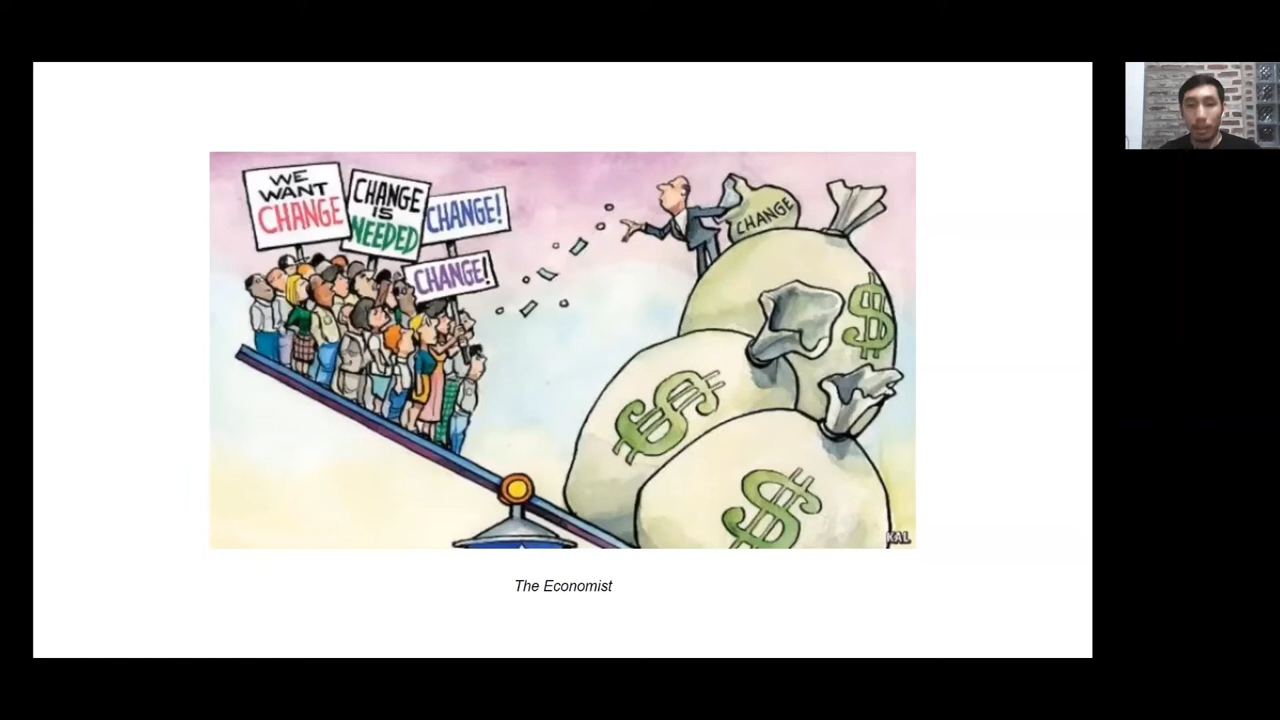 WE
WANT
CHANGE
CHANGE
IS
NEEDED
CHANGE!
CHANGE!
CHANGE
$
$
$
KAL
The Economist